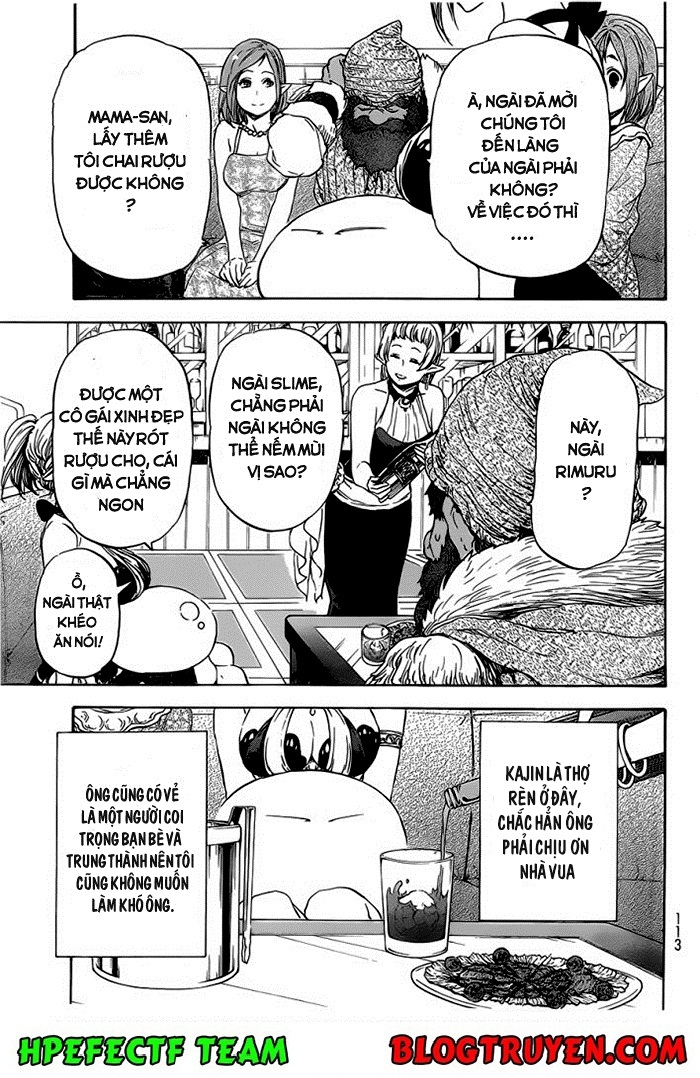 À, NGÀI ĐÃ MỜI
CHÚNG TÔI
ĐẾN LÀNG
CỦA NGÀI PHẢI
KHÔNG?
VỀ VIỆC ĐÓ THÌ
....
MAMA-SAN,
LẤY THÊM
TÔI CHAI RƯỢU
ĐƯỢC KHÔNG
?
NÀY,
NGÀI
RIMURU
?
NGÀI SLIME,
CHẲNG PHẢI
NGÀI KHÔNG
THỂ NẾM MÙI
VỊ SAO?
ĐƯỢC MỘT
CÔ GÁI XINH ĐẸP
THẾ NÀY RÓT
RƯỢU CHO, CÁI
GÌ MÀ CHẲNG
NGON
Ồ,
NGÀI THẬT
KHÉO
ĂN NÓI!
KAJIN LÀ THỢ
RÈN Ở ĐÂY,
CHẮC HẲN ÔNG
PHẢI CHỊU ƠN
NHÀ VUA
ÔNG CŨNG CÓ VẺ
LÀ MỘT NGƯỜI COI
TRỌNG BẠN BÈ VÀ
TRUNG THÀNH NÊN TÔI
CŨNG KHÔNG MUỐN
LÀM KHÓ ÔNG.
113
HPEFECTF TEAM
BLOGTRUYEN.COM